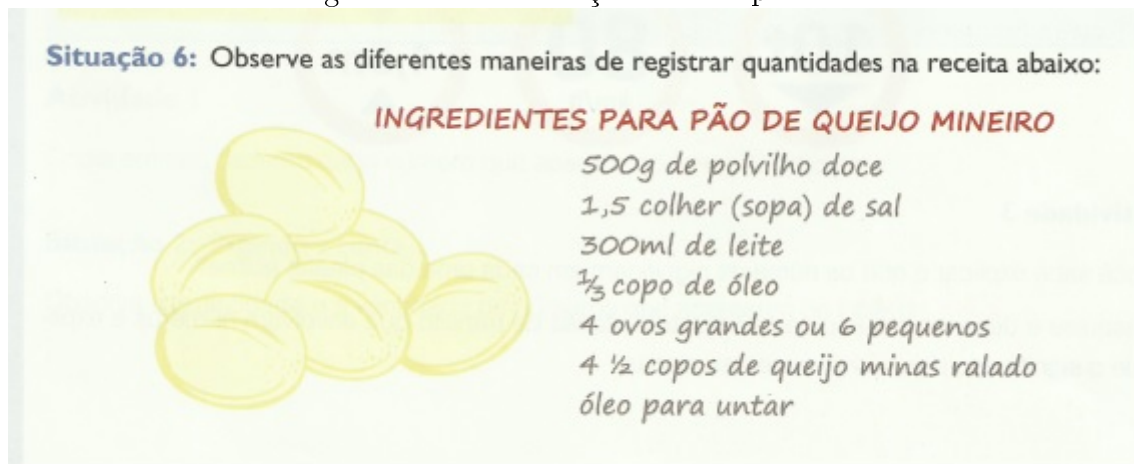 Situação 6: Observe as diferentes maneiras de registrar quantidades na receita abaixo:
INGREDIENTES PARA PÃO DE QUEIJO MINEIRO
500g de polvilho doce
1,5 colher (sopa) de sal
300ml de leite
⅓ copo de óleo
4 ovos grandes ou 6 pequenos
4 ½ copos de queijo minas ralado
óleo para untar